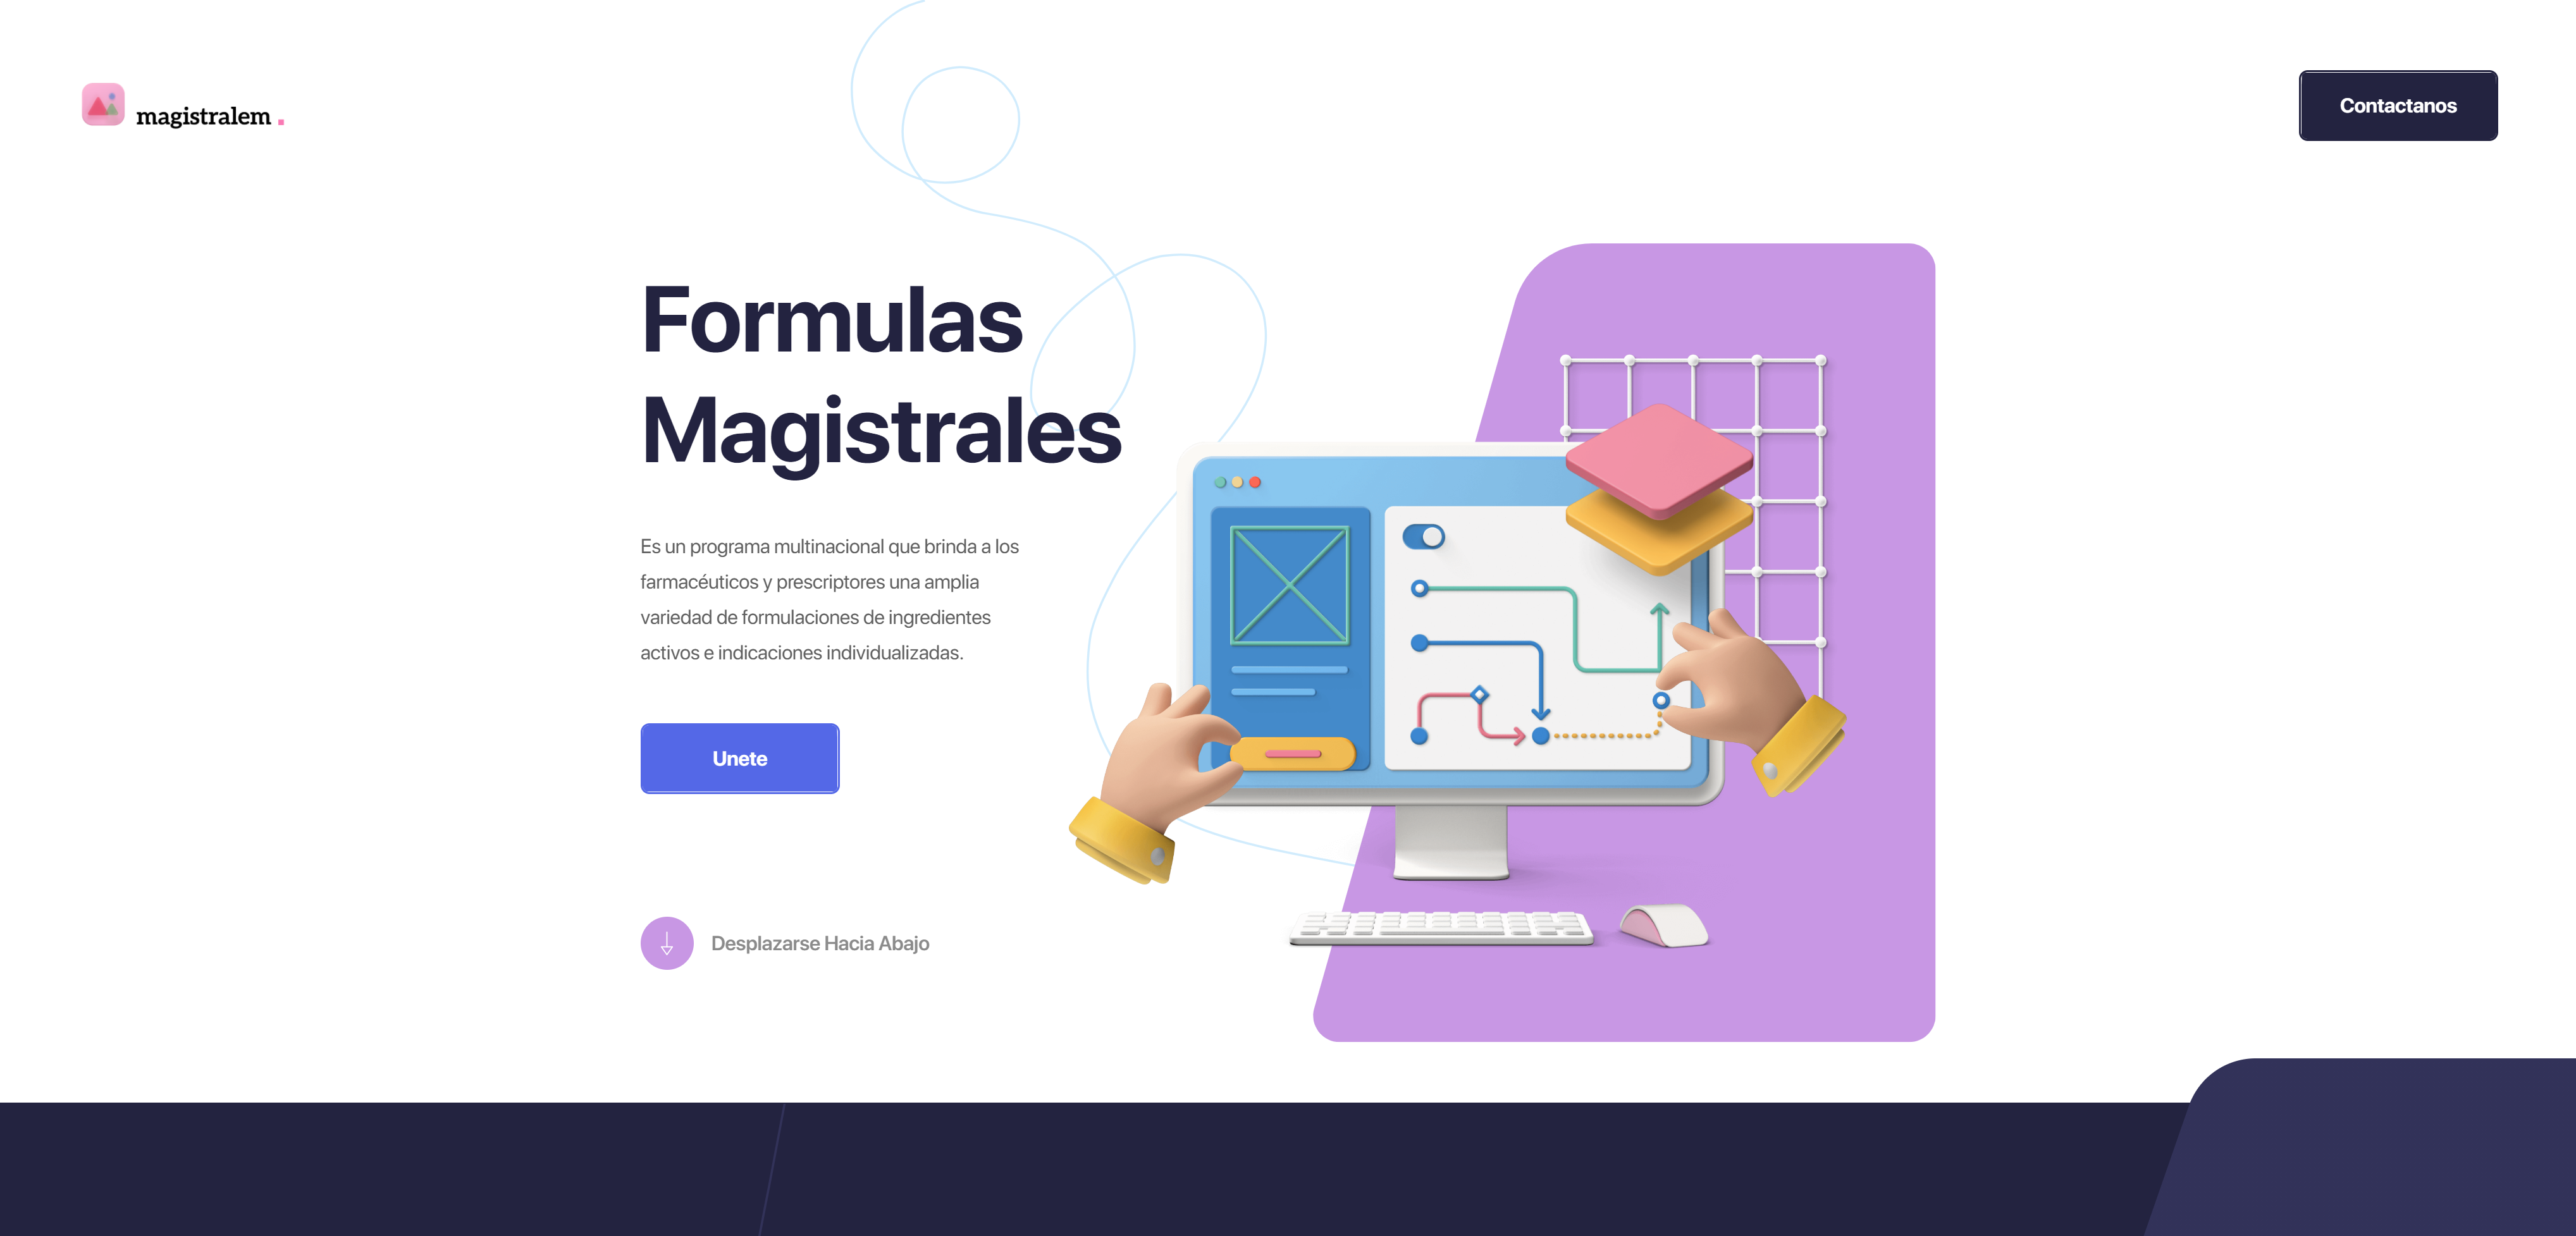 magistralem.
Contactanos
Formulas
Magistrales
Es un programa multinacional que brinda a los
farmacéuticos y prescriptores una amplia
variedad de formulaciones de ingredientes
activos e indicaciones individualizadas.
Unete
Desplazarse Hacia Abajo